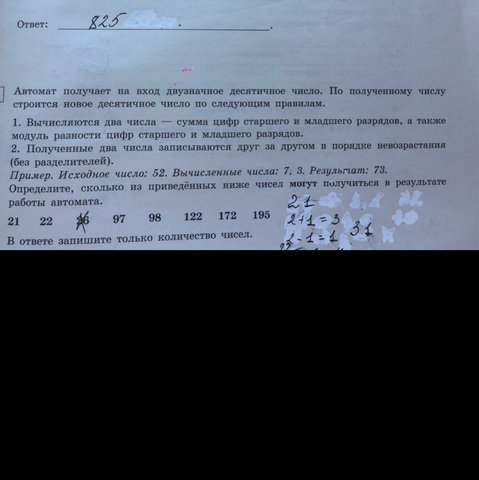 Ответ: 825.
Автомат получает на вход двузначное десятичное число. По полученному числу
строится новое десятичное число по следующим правилам.
1. Вычисляются два числа — сумма цифр старшего и младшего разрядов, а также
модуль разности цифр старшего и младшего разрядов.
2. Полученные два числа записываются друг за другом в порядке невозрастания
(без разделителей).
Пример. Исходное число: 52. Вычисленные числа: 7, 3. Результат: 73.
Определите, сколько из приведённых ниже чисел могут получиться в результате
работы автомата.
21 22 26 97 98 122 172 195
В ответе запишите только количество чисел.
21
2+1=3
2-1=1 31